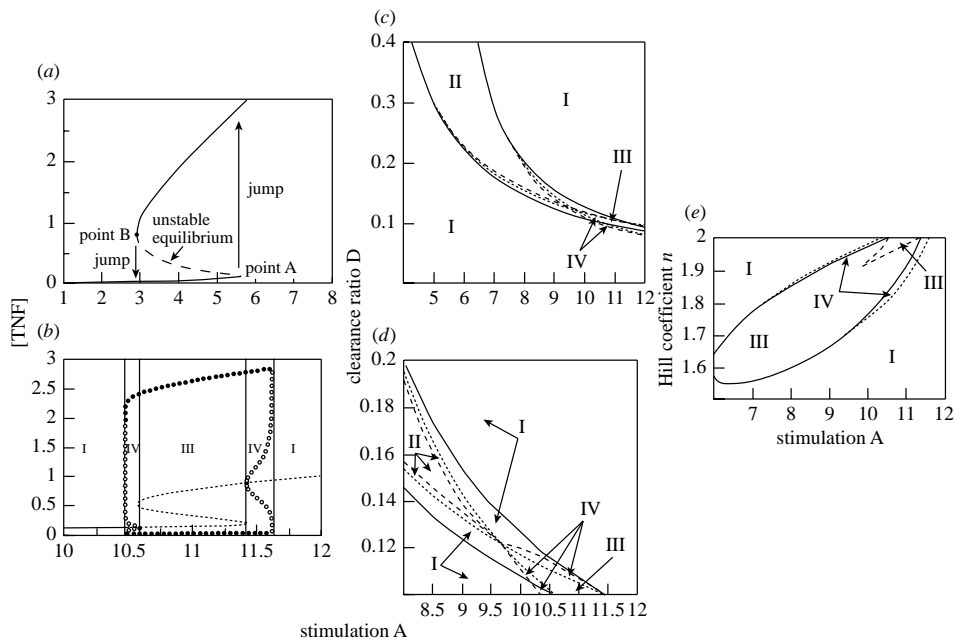 (a)
3
2
1
0
1
2
3
4
5
6
7
8
point B
jump
unstable
equilibrium
jump
point A
[TNF]
(b)
3
2.5
2
1.5
1
0.5
0
10
10.5
11
11.5
12
I
IV
III
IV
I
stimulation A
(c)
0.4
0.3
0.2
0.1
5
6
7
8
9
10
11
12
II
I
III
I
IV
clearance ratio D
(d)
0.2
0.18
0.16
0.14
0.12
8.5
9
9.5
10
10.5
11
11.5
12
I
II
IV
I
III
(e)
2
1.9
1.8
1.7
1.6
7
8
9
10
11
12
I
IV
III
III
I
Hill coefficient n
stimulation A